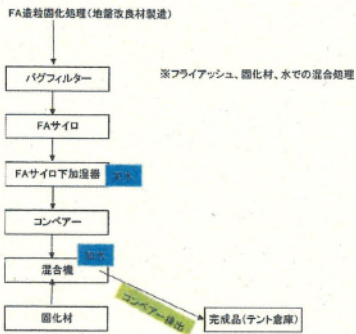 FA造粒固化処理(地盤改良材製造)
※フライアッシュ、固化材、水での混合処理
バグフィルター
FAサイロ
FAサイロ下加湿器
コンベアー
混合機
コンベアー排出
固化材
完成品(テント倉庫)